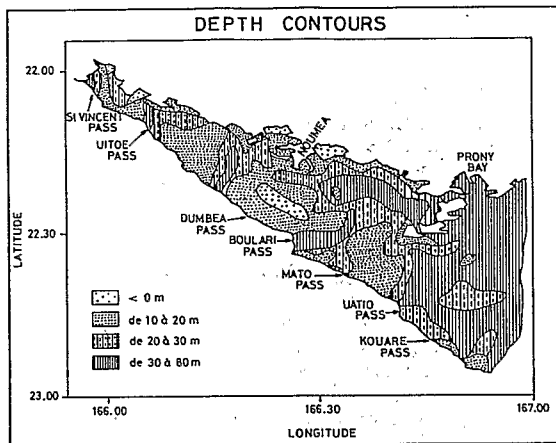 DEPTH CONTOURS
22.00
St VINCENT
PASS
UITOE
PASS
NOUMEA
PRONY
BAY
DUMBEA
PASS
LATITUDE
22.30
BOULARI
PASS
MATO
PASS
UATIO
PASS
KOUARE
PASS
< 0 m
de 10 à 20 m
de 20 à 30 m
de 30 à 80 m
23.00
166.00
166.30
167.00
LONGITUDE